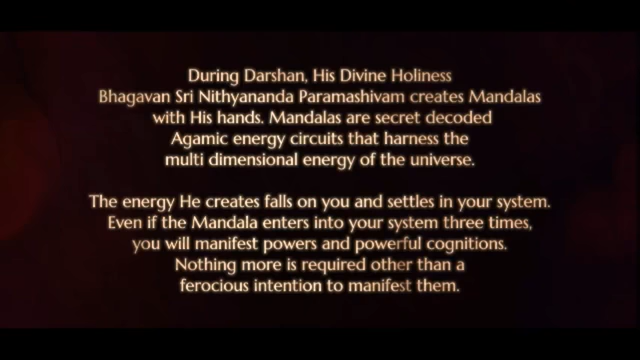 During Darshan, His Divine Holiness
Bhagavan Sri Nithyananda Paramashivam creates Mandalas
with His hands. Mandalas are secret decoded
Agamic energy circuits that harness the
multi dimensional energy of the universe.
The energy He creates falls on you and settles in your system.
Even if the Mandala enters into your system three times,
you will manifest powers and powerful cognitions.
Nothing more is required other than a
ferocious intention to manifest them.